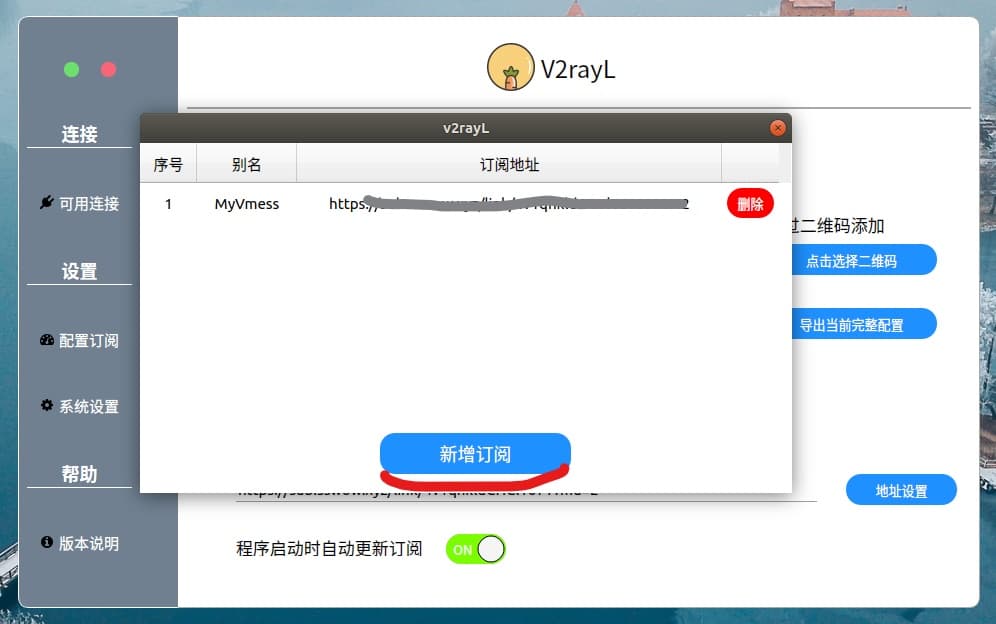 V2rayL
v2rayL
连接
可用连接
设置
配置订阅
系统设置
帮助
版本说明
序号 别名 订阅地址
1 MyVmess https: 2 删除
新增订阅
过二维码添加
点击选择二维码
导出当前完整配置
地址设置
程序启动时自动更新订阅 ON